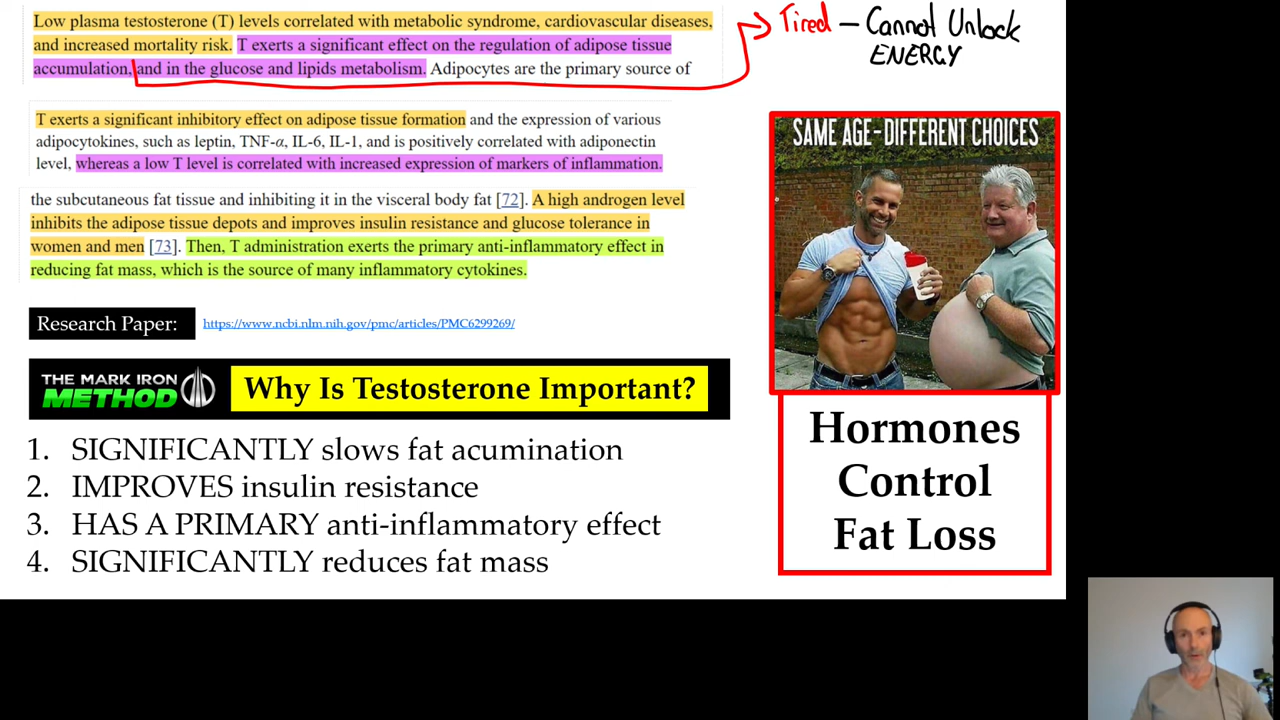 Low plasma testosterone (T) levels correlated with metabolic syndrome, cardiovascular diseases,
and increased mortality risk. T exerts a significant effect on the regulation of adipose tissue
accumulation, and in the glucose and lipids metabolism. Adipocytes are the primary source of
Tired – Cannot Unlock
ENERGY
T exerts a significant inhibitory effect on adipose tissue formation and the expression of various
adipocytokines, such as leptin, TNF-α, IL-6, IL-1, and is positively correlated with adiponectin
level, whereas a low T level is correlated with increased expression of markers of inflammation.
the subcutaneous fat tissue and inhibiting it in the visceral body fat [72]. A high androgen level
inhibits the adipose tissue depots and improves insulin resistance and glucose tolerance in
women and men [73]. Then, T administration exerts the primary anti-inflammatory effect in
reducing fat mass, which is the source of many inflammatory cytokines.
Research Paper: https://www.ncbi.nlm.nih.gov/pmc/articles/PMC6299269/
THE MARK IRON
METHOD
Why Is Testosterone Important?
1. SIGNIFICANTLY slows fat acumination
2. IMPROVES insulin resistance
3. HAS A PRIMARY anti-inflammatory effect
4. SIGNIFICANTLY reduces fat mass
SAME AGE-DIFFERENT CHOICES
Hormones
Control
Fat Loss